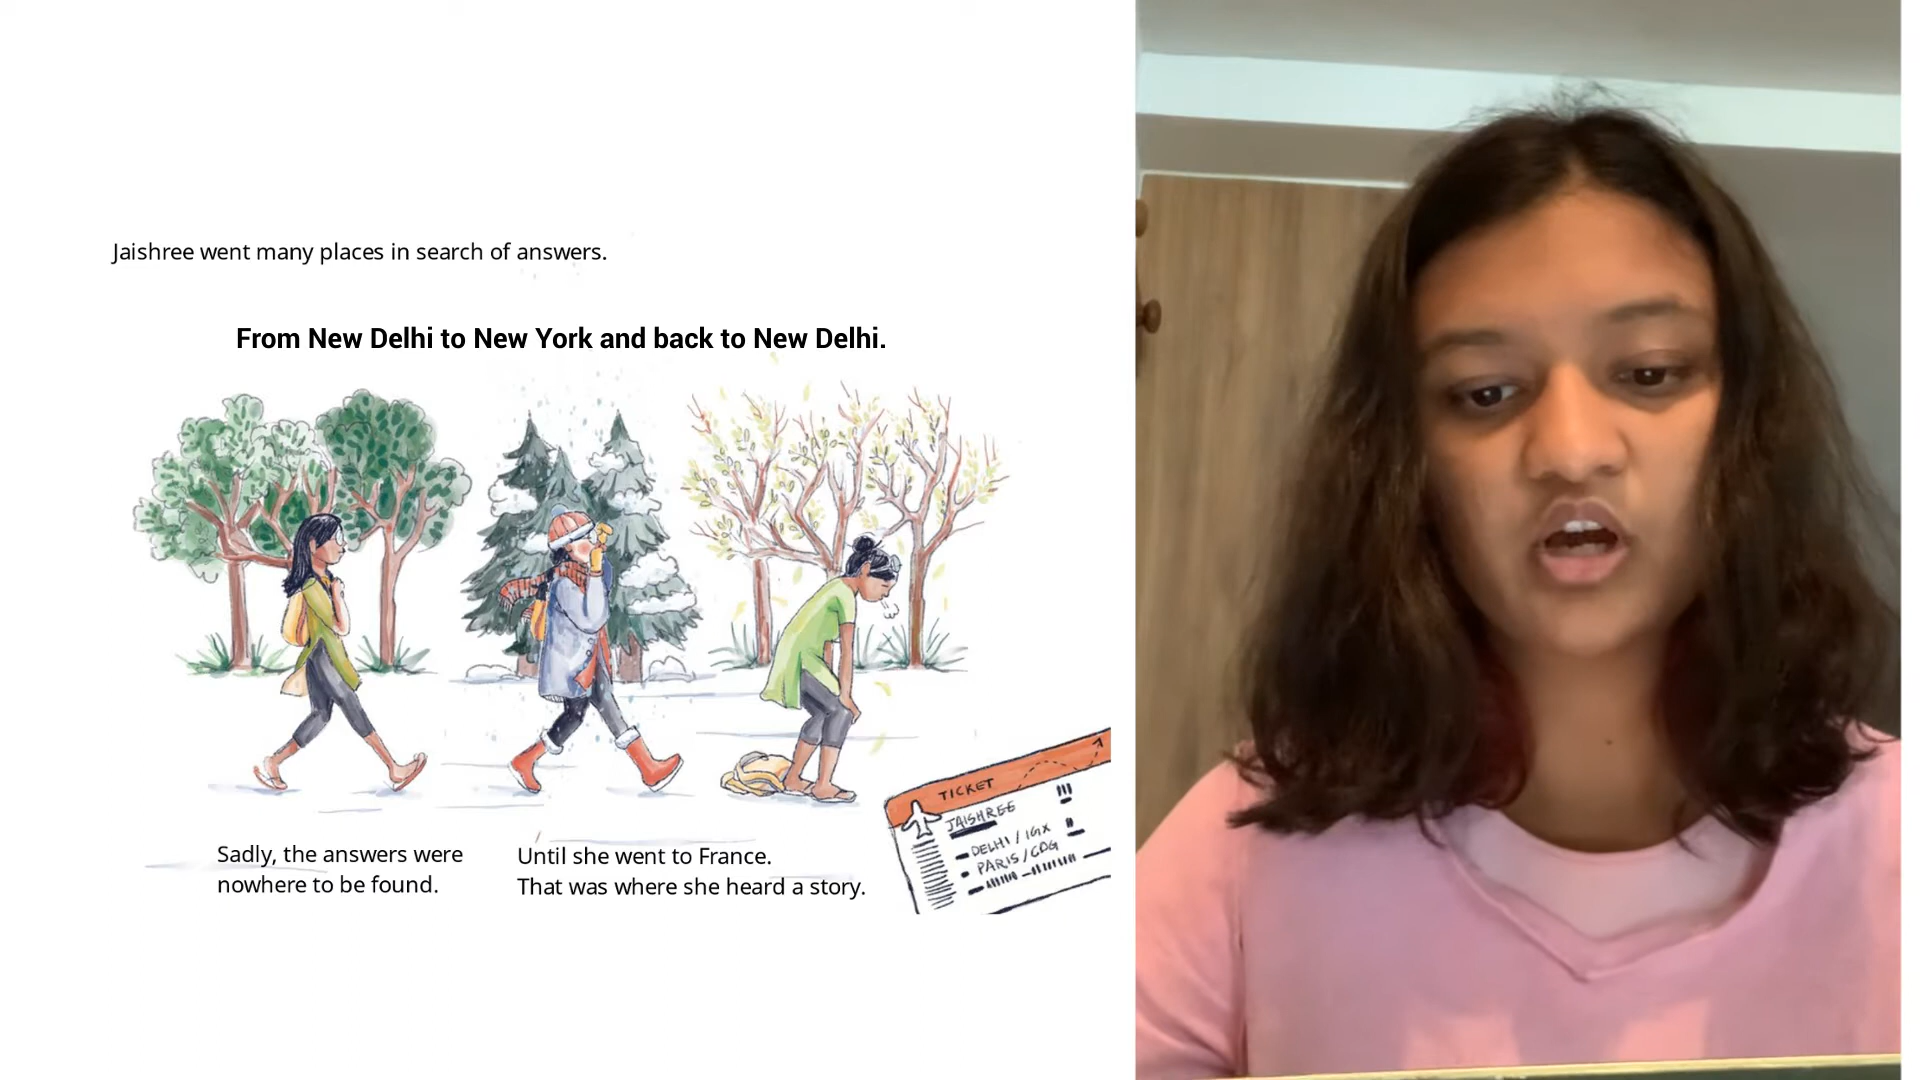 Jaishree went many places in search of answers.
From New Delhi to New York and back to New Delhi.
Sadly, the answers were
nowhere to be found.
Until she went to France.
That was where she heard a story.
TICKET
JAISHREE
DELHI / IGX
PARIS / CDG